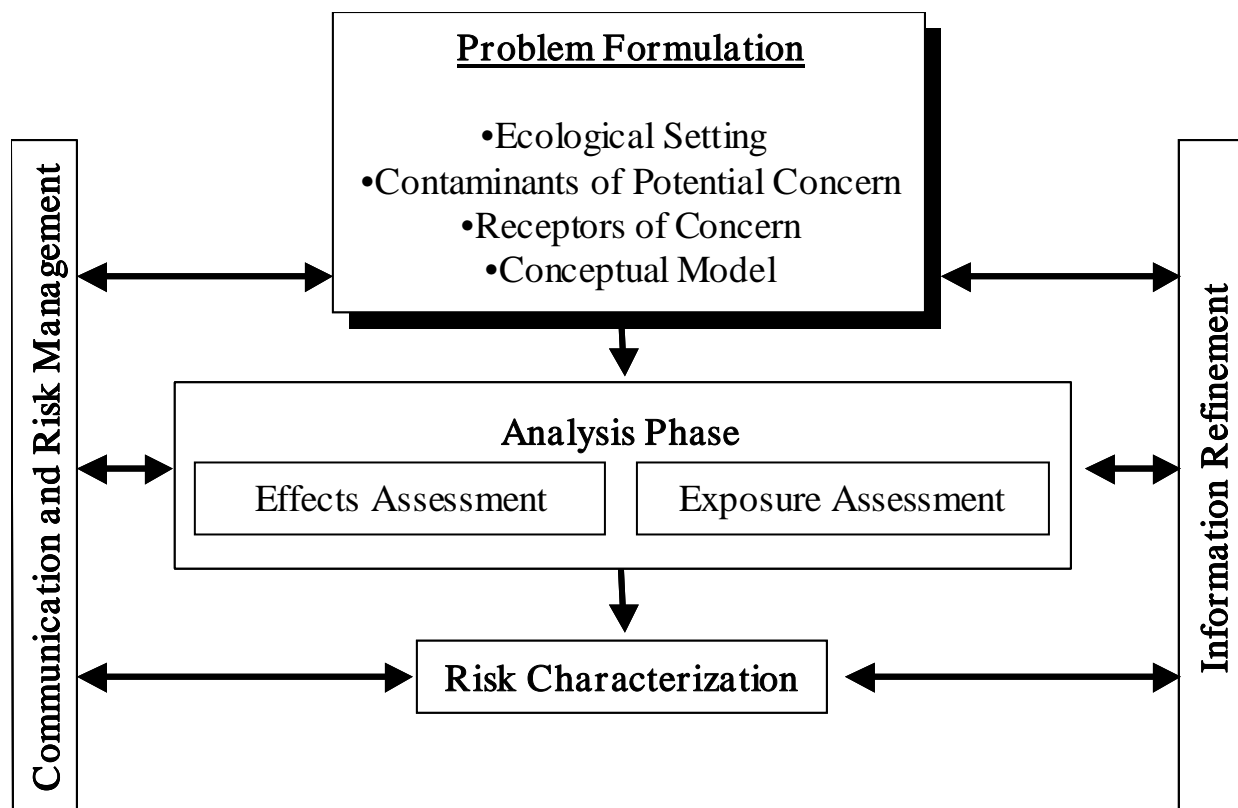 Problem Formulation
•Ecological Setting
•Contaminants of Potential Concern
•Receptors of Concern
•Conceptual Model
Communication and Risk Management
Information Refinement
Analysis Phase
Effects Assessment
Exposure Assessment
Risk Characterization